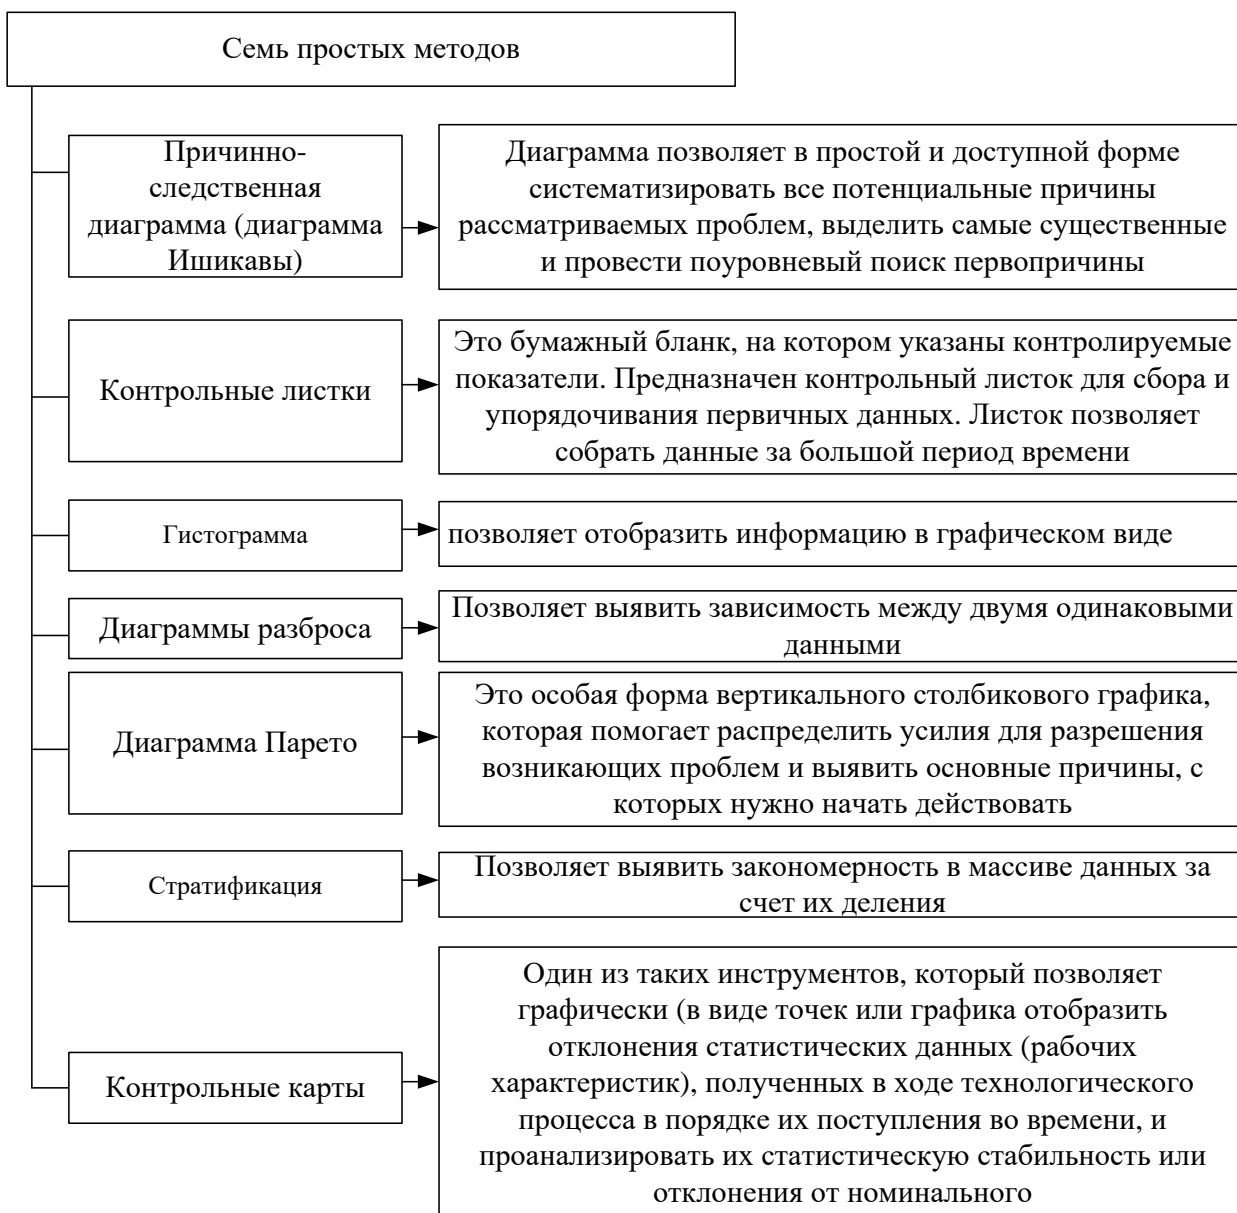 Семь простых методов
Причинно-
следственная
диаграмма (диаграмма
Ишикавы)
Диаграмма позволяет в простой и доступной форме
систематизировать все потенциальные причины
рассматриваемых проблем, выделить самые существенные
и провести поуровневый поиск первопричины
Контрольные листки
Это бумажный бланк, на котором указаны контролируемые
показатели. Предназначен контрольный листок для сбора и
упорядочивания первичных данных. Листок позволяет
собрать данные за большой период времени
Гистограмма
позволяет отобразить информацию в графическом виде
Диаграммы разброса
Позволяет выявить зависимость между двумя одинаковыми
данными
Диаграмма Парето
Это особая форма вертикального столбикового графика,
которая помогает распределить усилия для разрешения
возникающих проблем и выявить основные причины, с
которых нужно начать действовать
Стратификация
Позволяет выявить закономерность в массиве данных за
счет их деления
Контрольные карты
Один из таких инструментов, который позволяет
графически (в виде точек или графика отобразить
отклонения статистических данных (рабочих
характеристик), полученных в ходе технологического
процесса в порядке их поступления во времени, и
проанализировать их статистическую стабильность или
отклонения от номинального